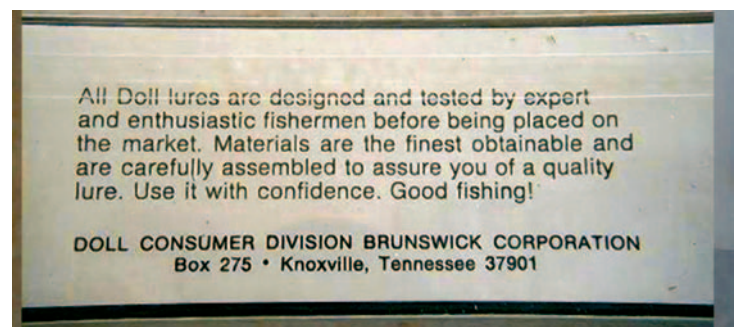 All Doll lures are designed and tested by expert
and enthusiastic fishermen before being placed on
the market. Materials are the finest obtainable and
are carefully assembled to assure you of a quality
lure. Use it with confidence. Good fishing!
DOLL CONSUMER DIVISION BRUNSWICK CORPORATION
Box 275 • Knoxville, Tennessee 37901